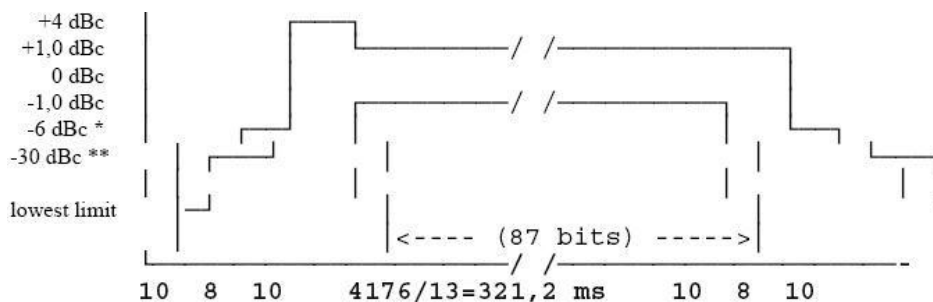 +4 dBc
+1,0 dBc
0 dBc
-1,0 dBc
-6 dBc *
-30 dBc **
lowest limit
<---- (87 bits) ----->
10 8 10 4176/13=321,2 ms 10 8 10